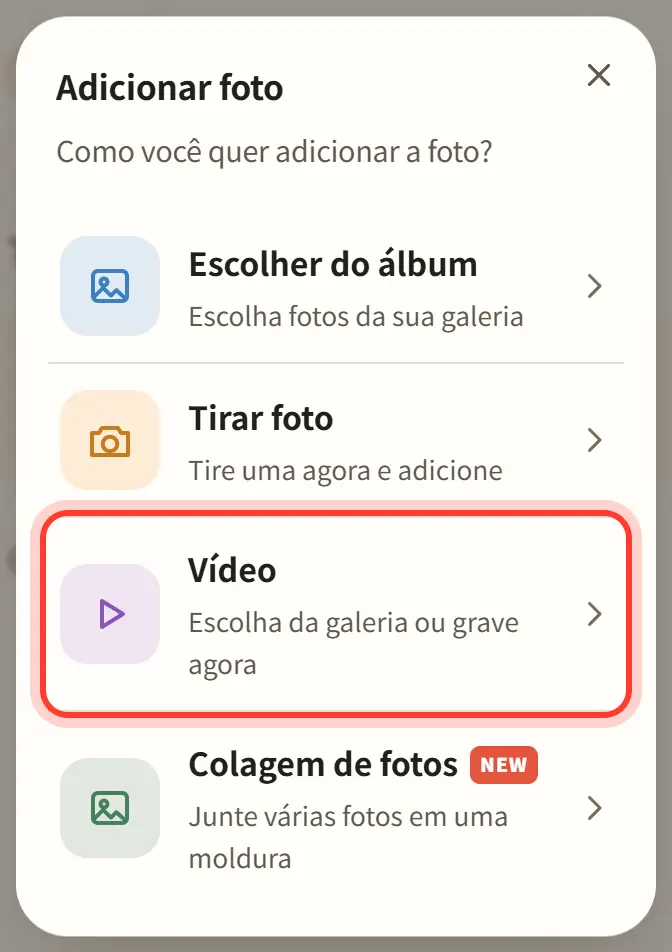 Adicionar foto
Como você quer adicionar a foto?
Escolher do álbum
Escolha fotos da sua galeria
Tirar foto
Tire uma agora e adicione
Vídeo
Escolha da galeria ou grave
agora
Colagem de fotos NEW
Junte várias fotos em uma
moldura